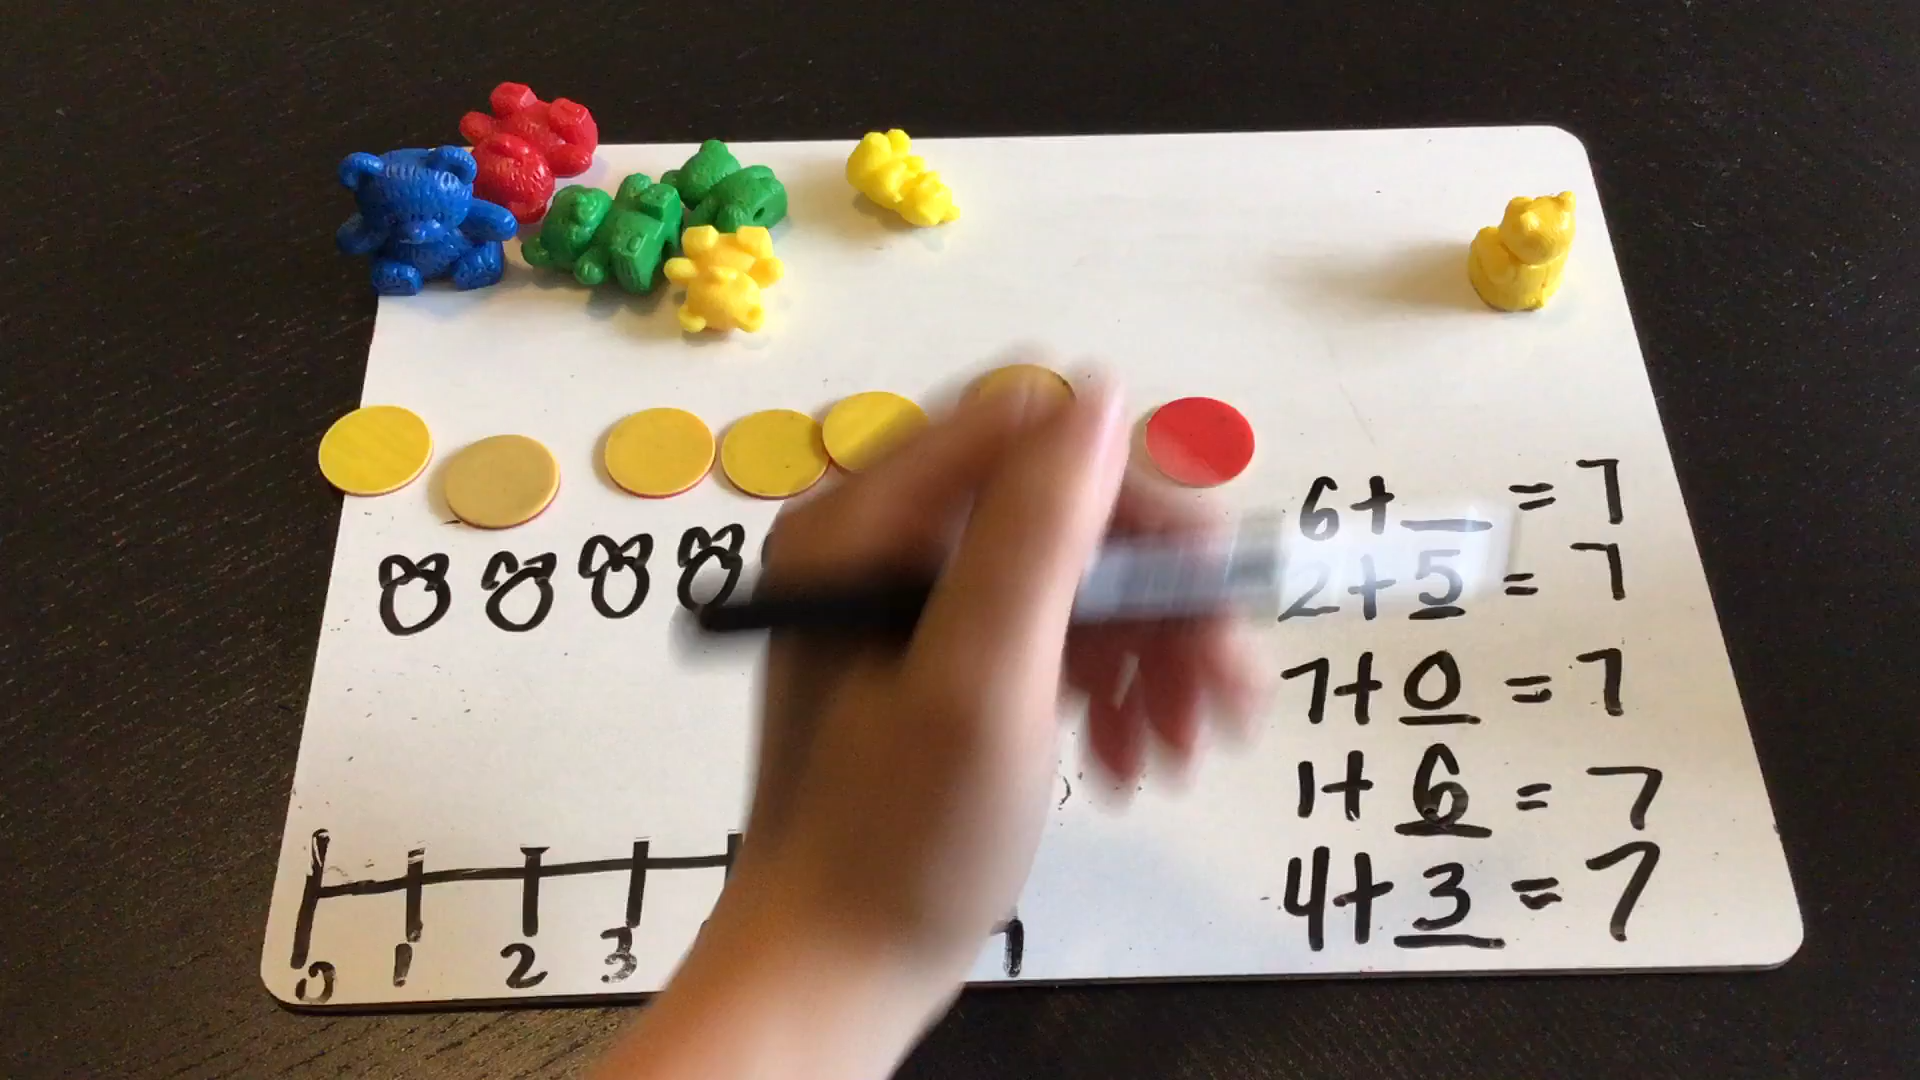 6+__ = 7
2+5 = 7
7+0 = 7
1+6 = 7
4+3 = 7
0 1 2 3 7